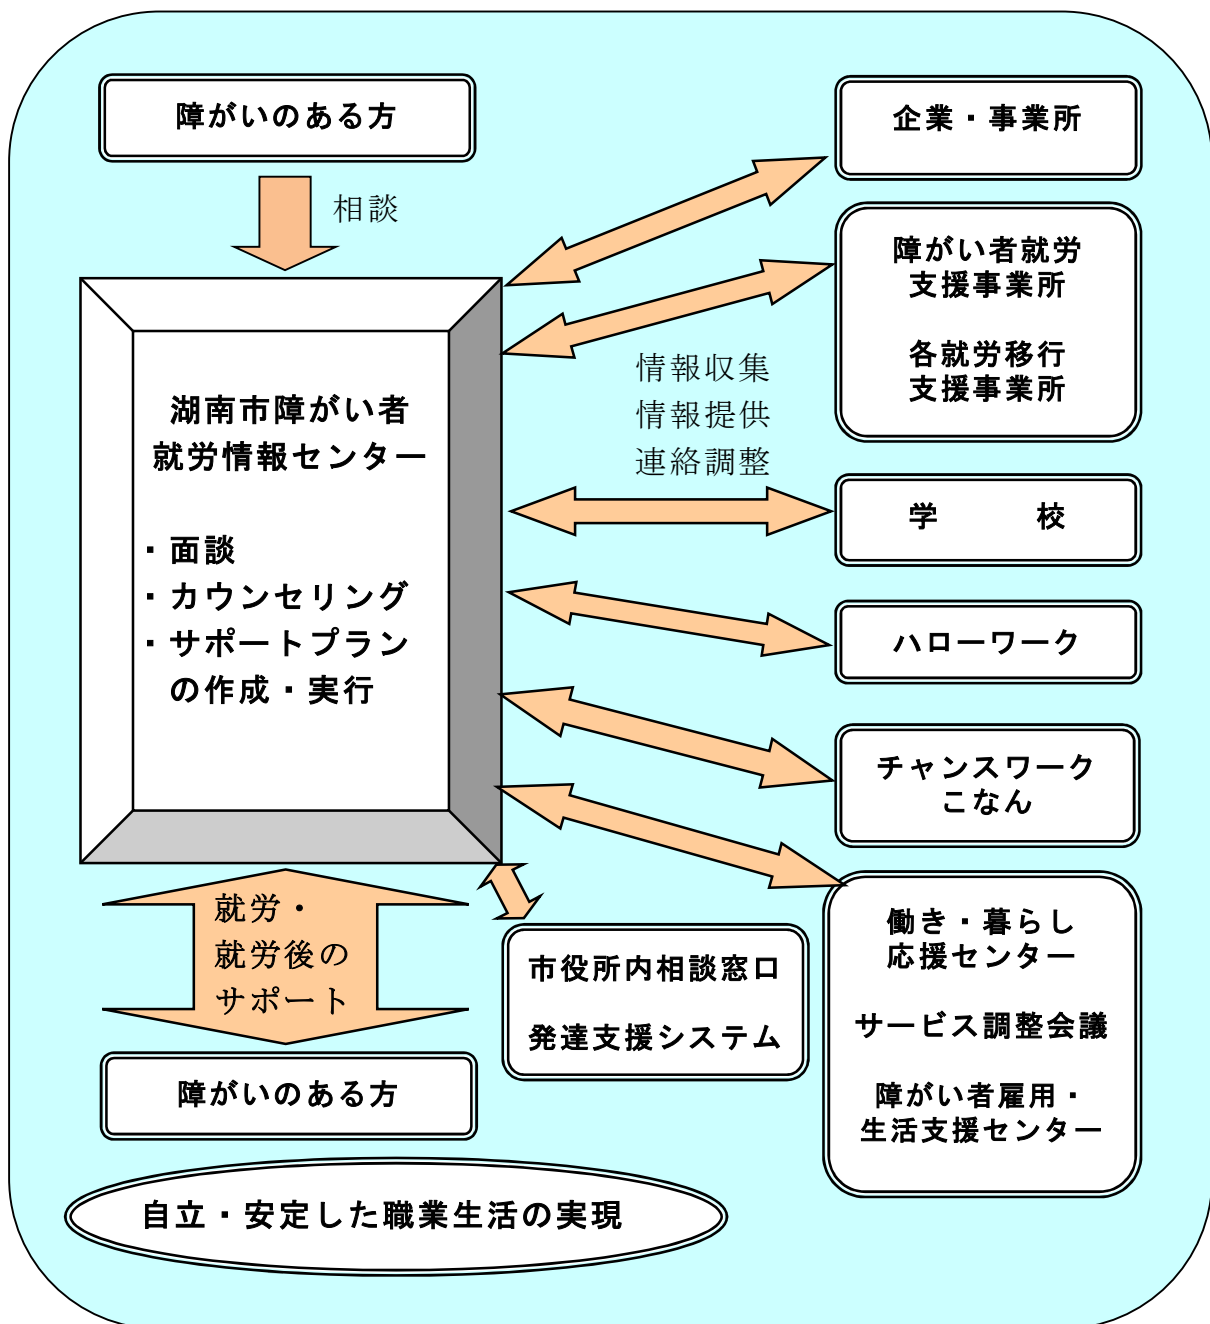 障がいのある方
相談
湖南市障がい者
就労情報センター
・面談
・カウンセリング
・サポートプラン
の作成・実行
就労・
就労後の
サポート
障がいのある方
自立・安定した職業生活の実現
情報収集
情報提供
連絡調整
企業・事業所
障がい者就労
支援事業所
各就労移行
支援事業所
学　　　校
ハローワーク
チャンスワーク
こなん
働き・暮らし
応援センター
サービス調整会議
障がい者雇用・
生活支援センター
市役所内相談窓口
発達支援システム